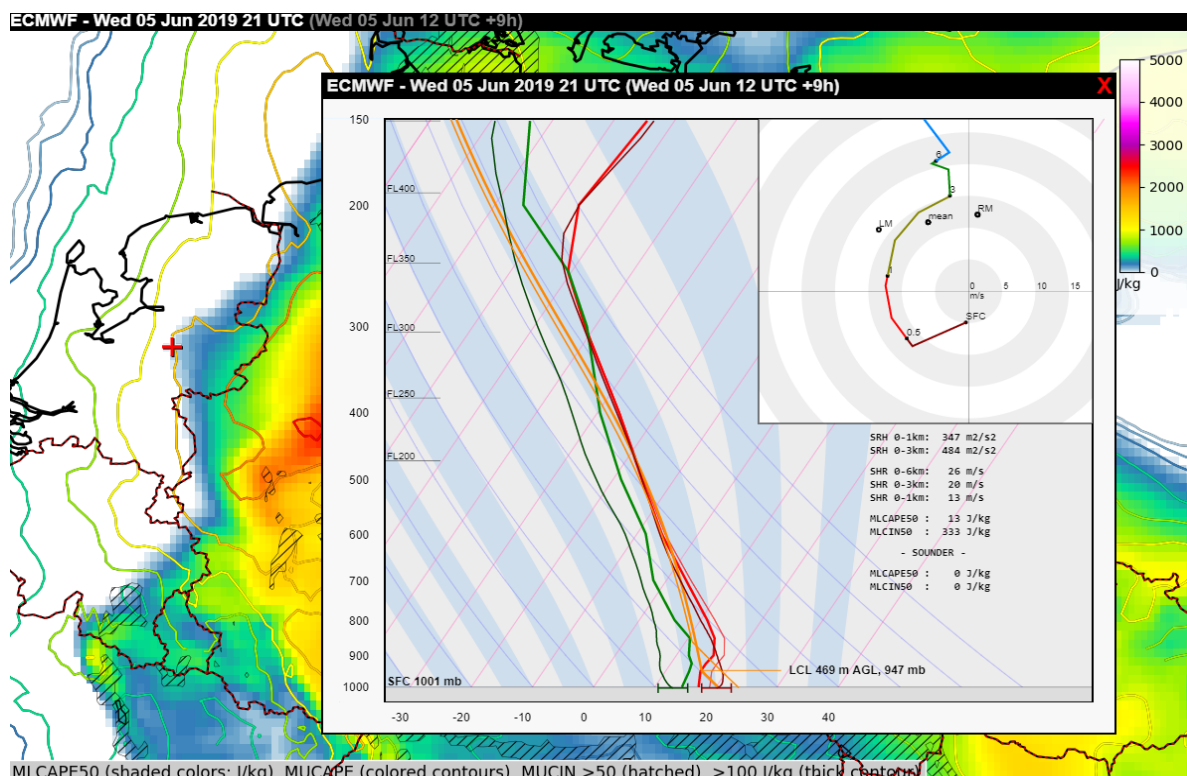 ECMWF - Wed 05 Jun 2019 21 UTC (Wed 05 Jun 12 UTC +9h)
ECMWF - Wed 05 Jun 2019 21 UTC (Wed 05 Jun 12 UTC +9h) X
5000
4000
3000
2000
1000
0
J/kg
150
200
300
400
500
600
700
800
900
1000
FL400
FL350
FL300
FL250
FL200
6
3
RM
mean
LM
1
0 5 10 15
m/s
SFC
0.5
SRH 0-1km: 347 m2/s2
SRH 0-3km: 484 m2/s2
SHR 0-6km: 26 m/s
SHR 0-3km: 20 m/s
SHR 0-1km: 13 m/s
MLCAPE50 : 13 J/kg
MLCIN50 : 333 J/kg
- SOUNDER -
MLCAPE50 : 0 J/kg
MLCIN50 : 0 J/kg
LCL 469 m AGL, 947 mb
SFC 1001 mb
-30 -20 -10 0 10 20 30 40
MLCAPE50 (shaded colors: J/kg), MUCAPE (colored contours), MUCIN >50 (hatched), >100 J/kg (thick contour)